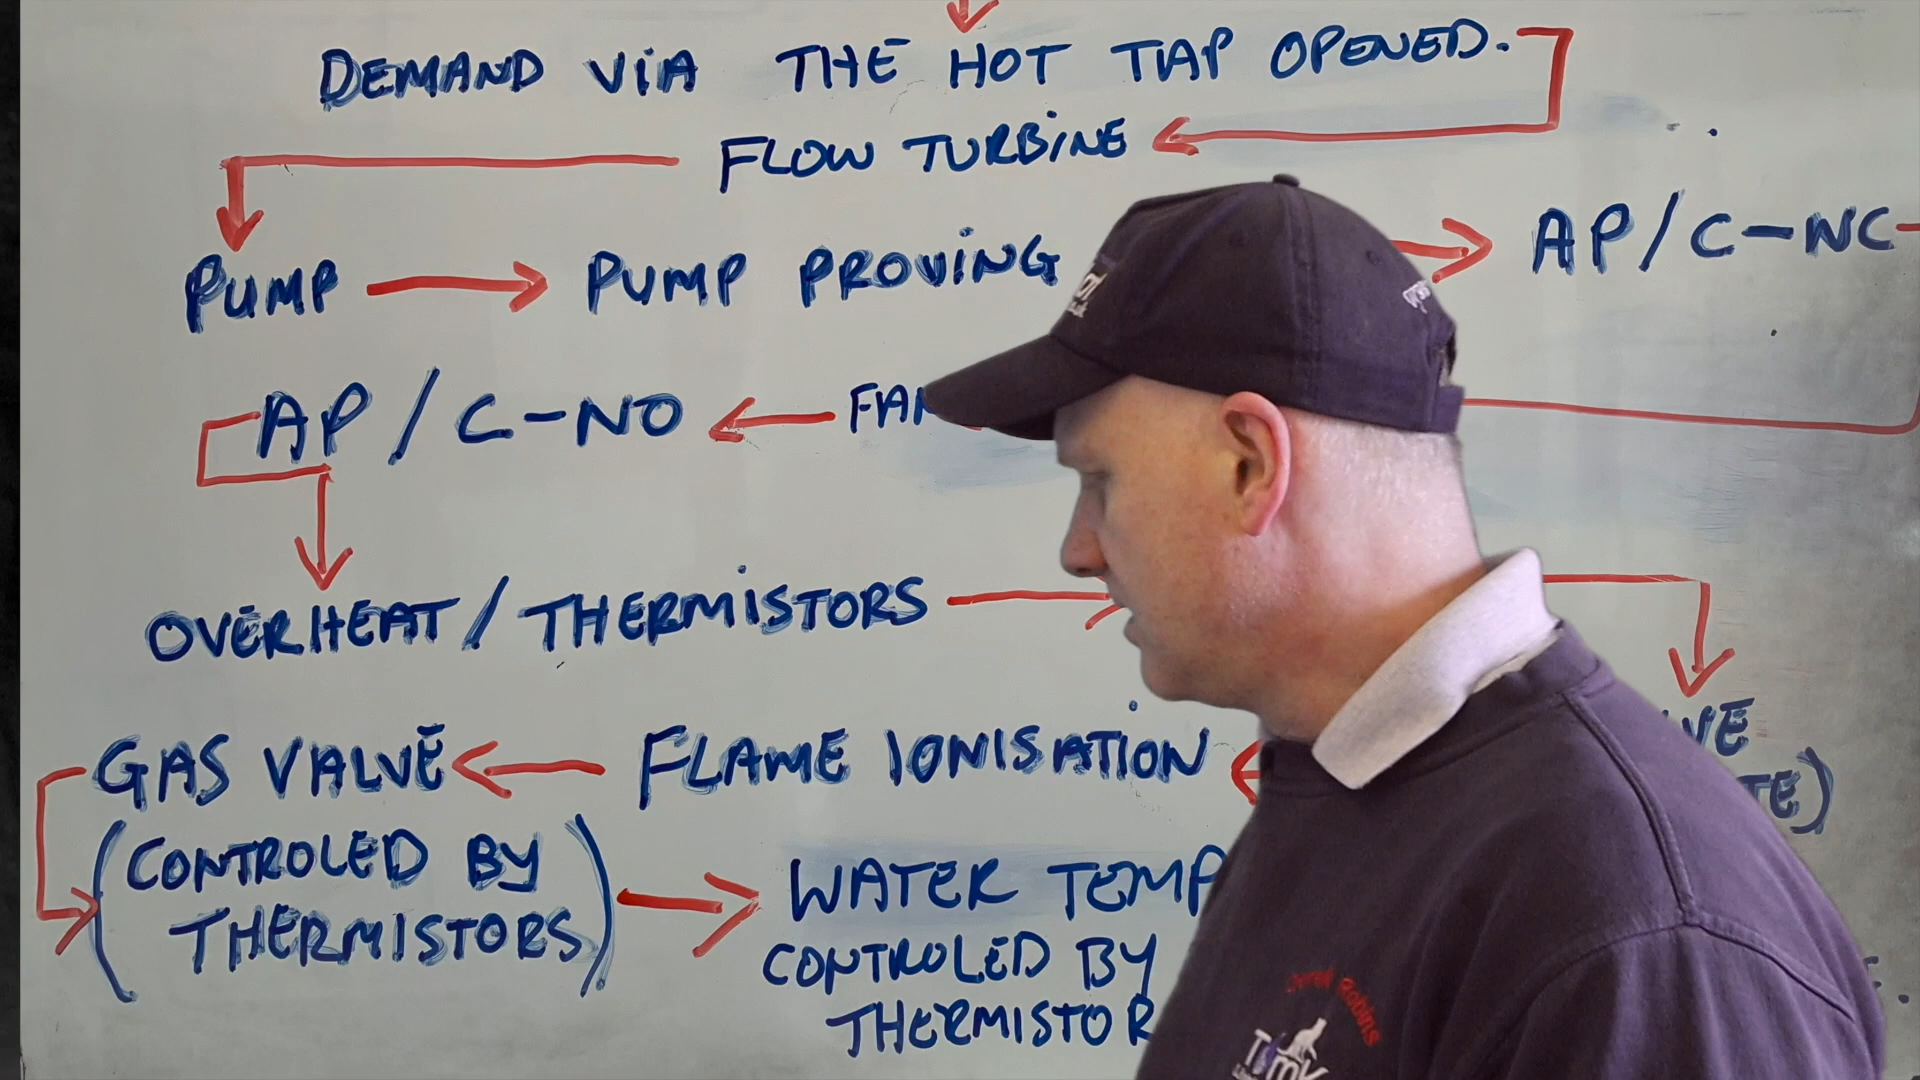 DEMAND VIA THE HOT TAP OPENED.
FLOW TURBINE
PUMP PUMP PROVING AP/C-NC
AP/C-NO FAN
OVERHEAT/THERMISTORS
GAS VALVE FLAME IONISATION
(CONTROLED BY
THERMISTORS)
WATER TEMP
CONTROLED BY
THERMISTOR